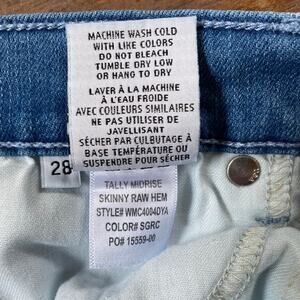 MACHINE WASH COLD
WITH LIKE COLORS
DO NOT BLEACH
TUMBLE DRY LOW
OR HANG TO DRY
LAVER À LA MACHINE
À L'EAU FROIDE
AVEC COULEURS SIMILAIRES
NE PAS UTILISER DE
JAVELLISANT
SÉCHER PAR CULBUTAGE À
BASE TEMPÉRATURE OU
SUSPENDRE POUR SÉCHER
28
TALLY MIDRISE
SKINNY RAW HEM
STYLE# WMC4004DYA
COLOR# SGRC
PO# 15559-00